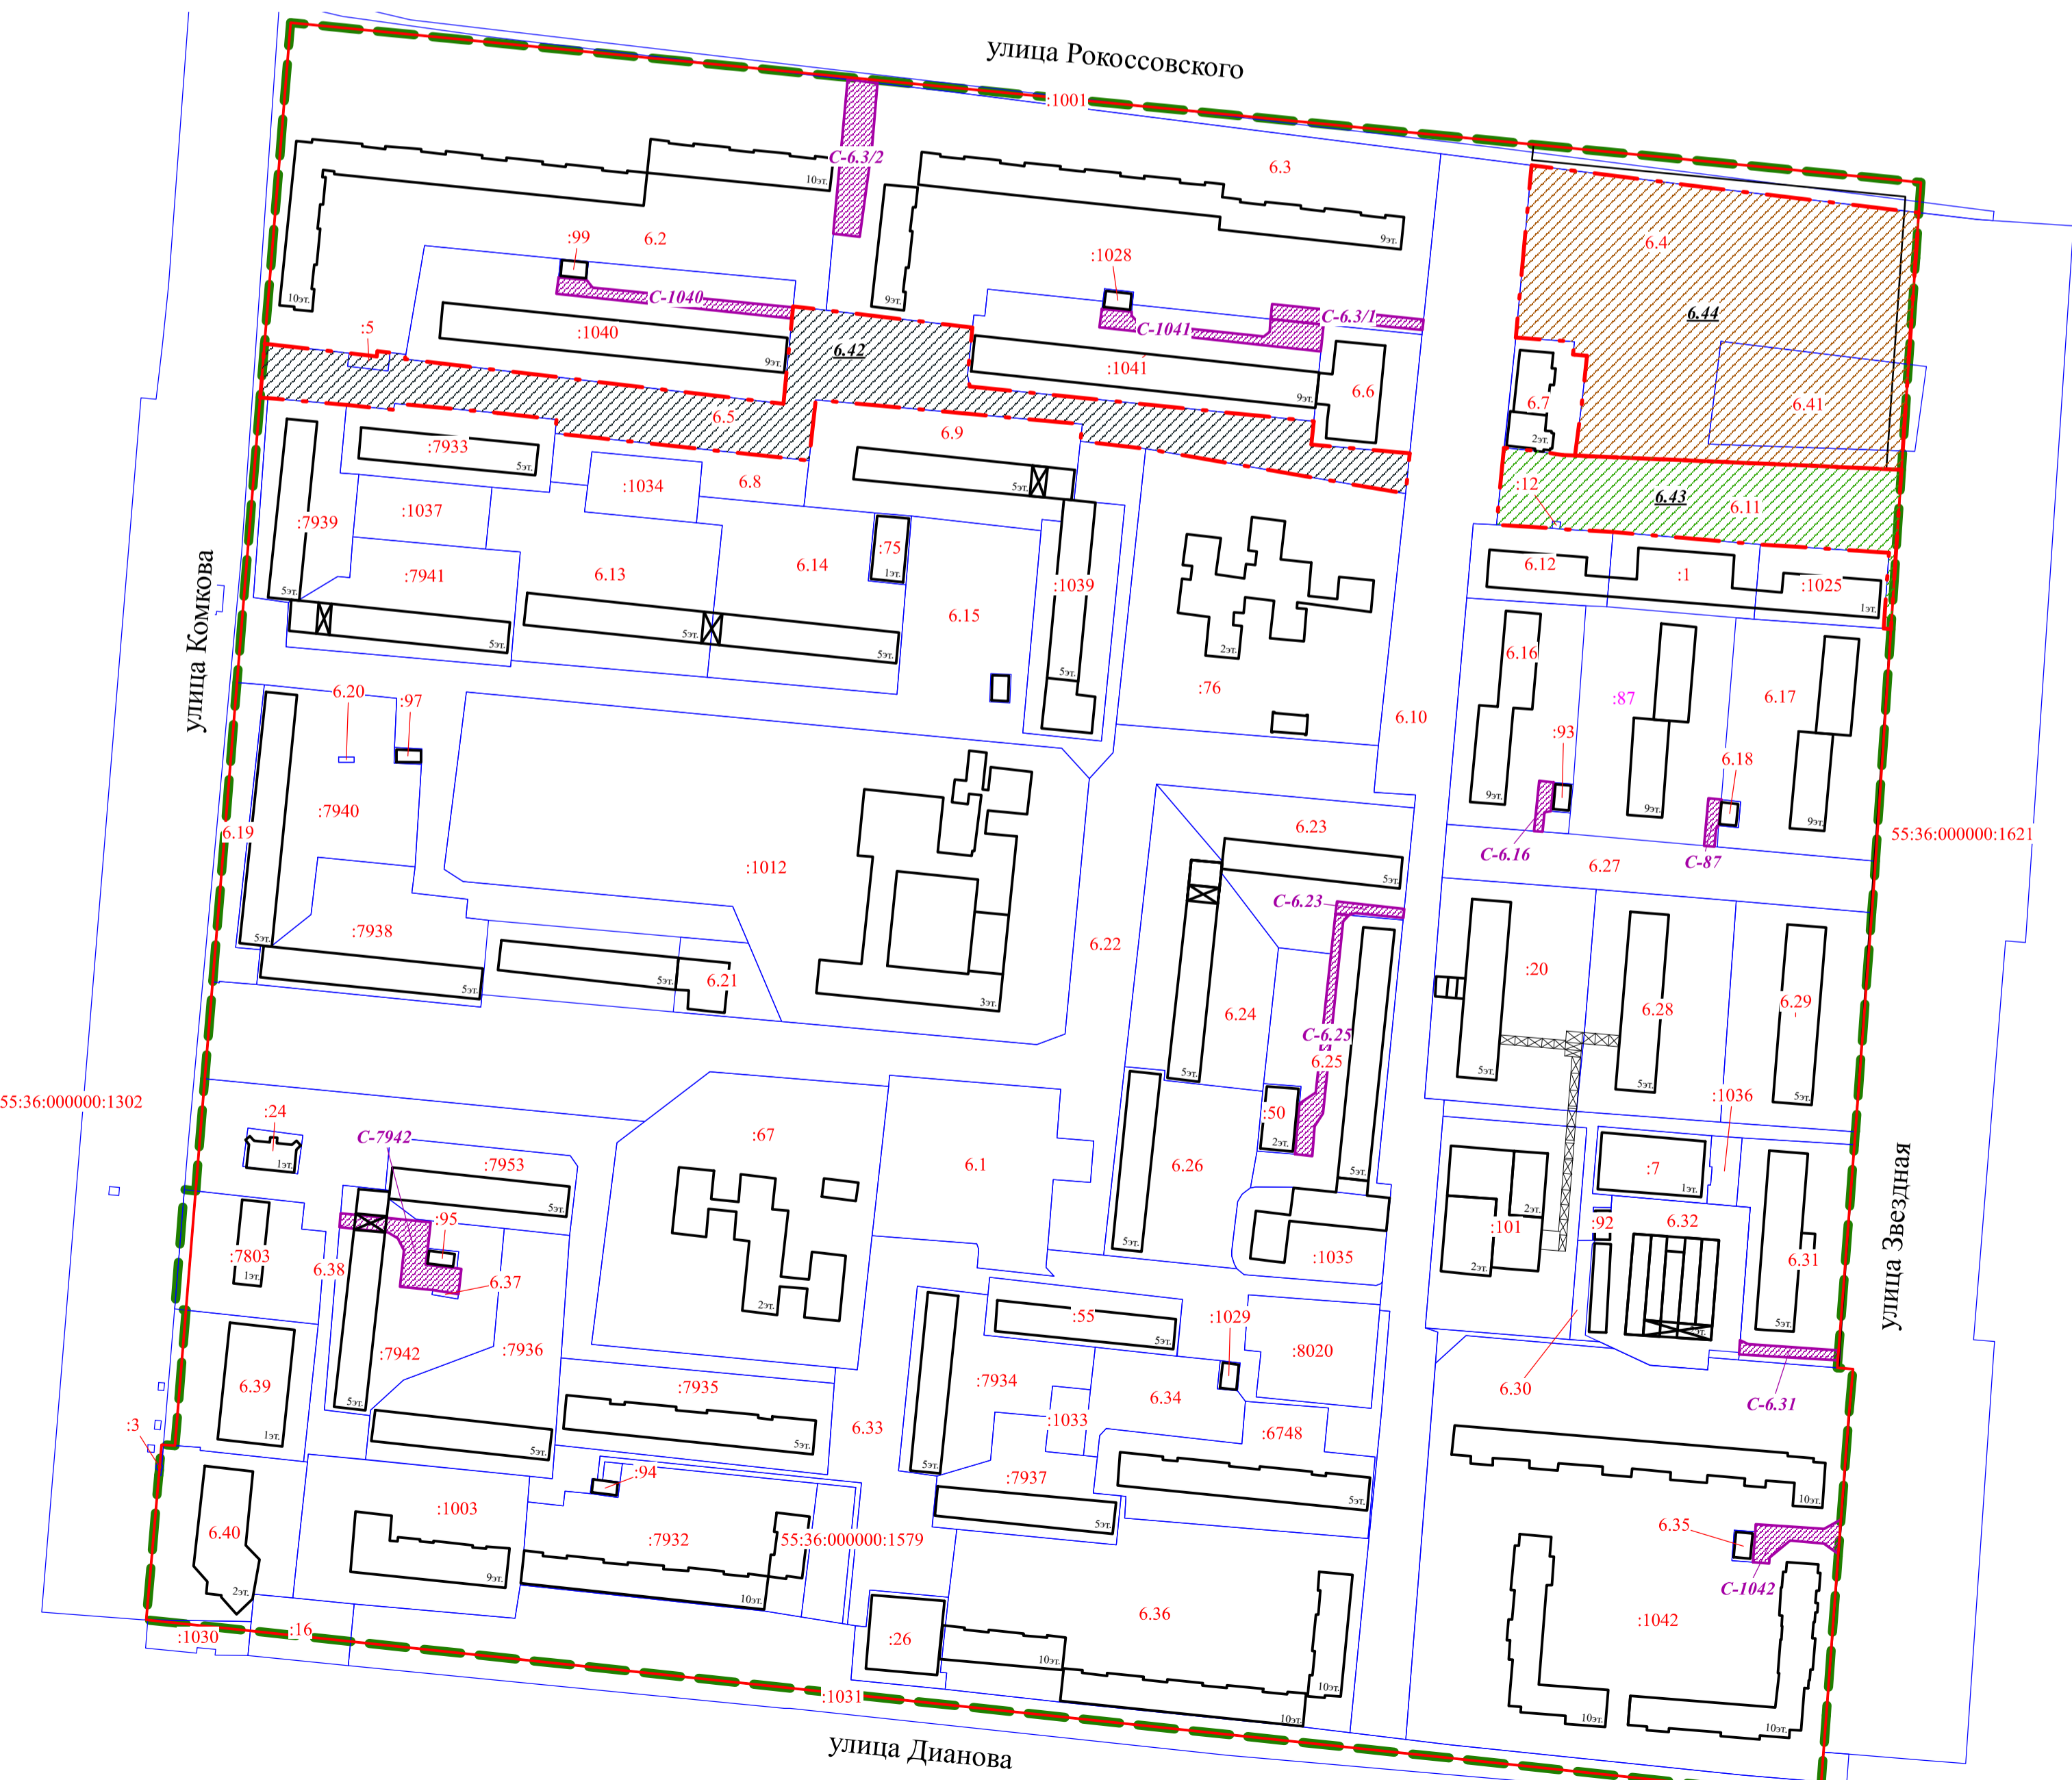 улица Рокоссовского
:1001
С-6.3/2
6.3
10эт.
9эт.
6.2
:99
:1028
6.4
10эт.
9эт.
С-1040
С-6.3/1
6.44
:5
:1040
С-1041
9эт.
6.42
:1041
9эт.
6.6
6.7
6.41
2эт.
6.5
6.9
:7933
5эт.
:1034
6.8
5эт.
:12
6.43
6.11
:7939
:1037
:75
1эт.
:7941
6.13
6.14
:1039
6.12
:1
:1025
1эт.
5эт.
5эт.
5эт.
5эт.
6.15
5эт.
2эт.
6.16
:76
:87
6.17
6.10
улица Комкова
6.20
:97
:93
6.18
9эт.
9эт.
9эт.
:7940
6.19
6.23
С-6.16
С-87
55:36:000000:1621
:1012
6.27
5эт.
С-6.23
:7938
5эт.
5эт.
5эт.
6.21
3эт.
6.22
6.24
:20
6.28
6.29
С-6.25
6.25
5эт.
5эт.
5эт.
5эт.
55:36:000000:1302
:24
1эт.
С-7942
:67
:50
2эт.
:1036
:7953
5эт.
6.1
6.26
5эт.
:7
1эт.
улица Звездная
:95
:7803
1эт.
6.38
6.37
2эт.
5эт.
:1035
:101
2эт.
2эт.
:92
6.32
6.31
5эт.
:55
5эт.
:1029
:7942
5эт.
:7936
:8020
6.39
1эт.
:7935
5эт.
:7934
5эт.
6.34
6.30
С-6.31
:3
5эт.
6.33
:1033
:6748
:94
:7937
5эт.
5эт.
10эт.
6.40
2эт.
:1003
9эт.
:7932
10эт.
55:36:000000:1579
6.35
С-1042
:1030
:16
:26
6.36
10эт.
10эт.
10эт.
:1042
10эт.
10эт.
:1031
улица Дианова